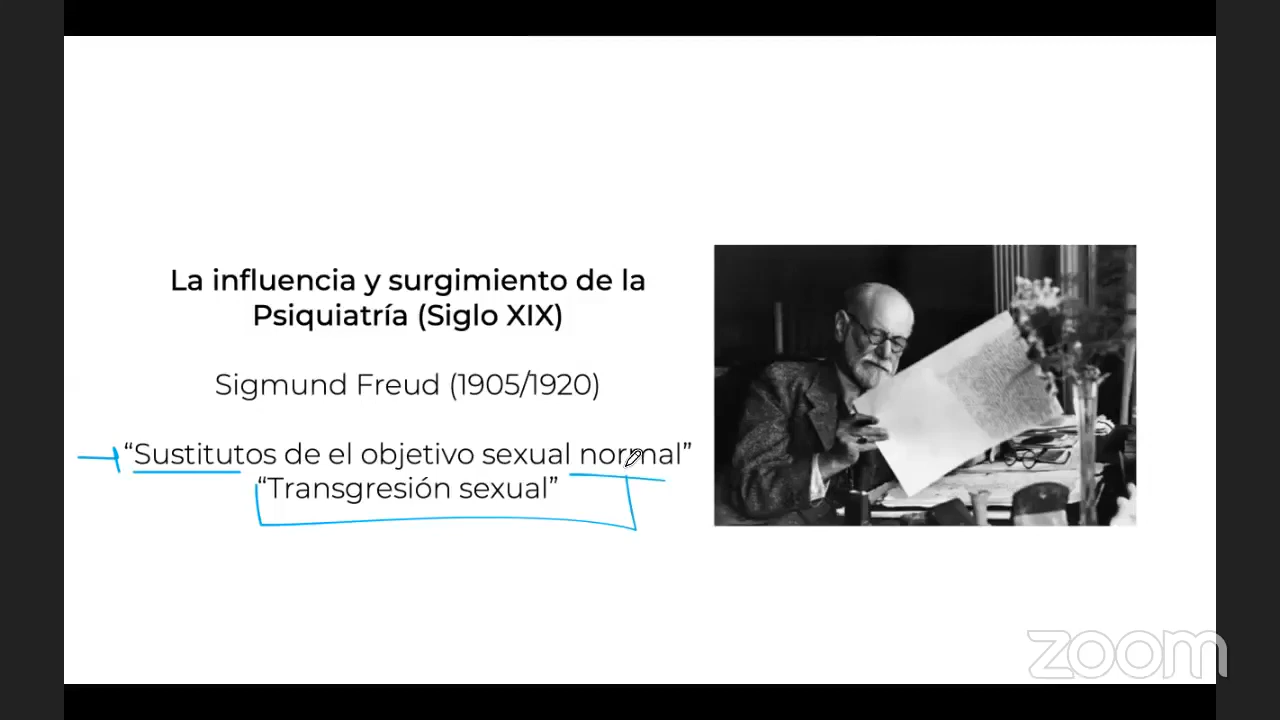 La influencia y surgimiento de la
Psiquiatría (Siglo XIX)
Sigmund Freud (1905/1920)
“Sustitutos de el objetivo sexual normal”
“Transgresión sexual”
zoom